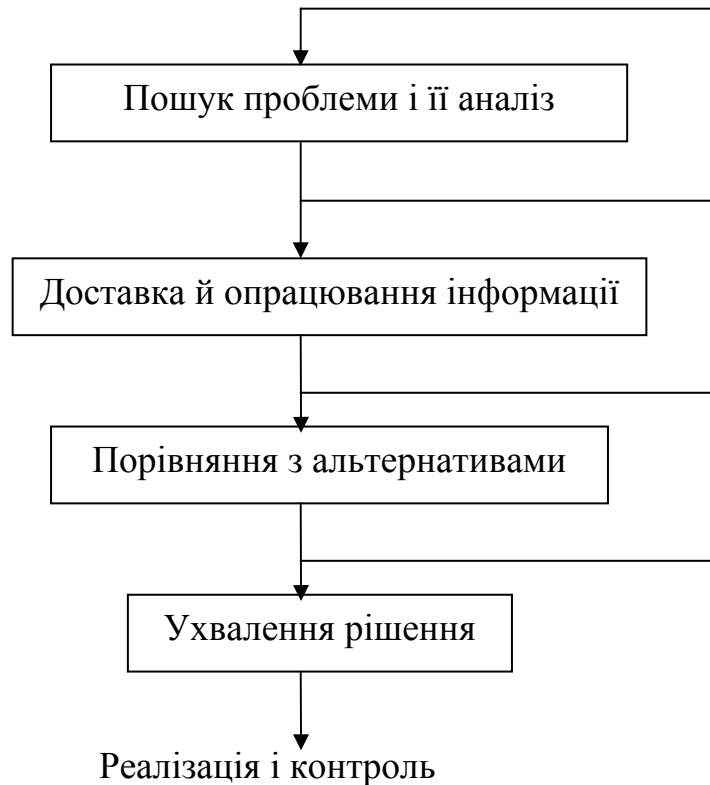 Пошук проблеми і її аналіз
Доставка й опрацювання інформації
Порівняння з альтернативами
Ухвалення рішення
Реалізація і контроль